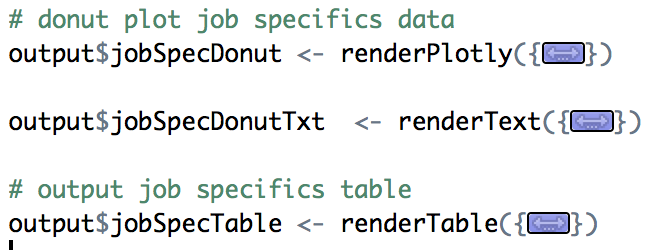 # donut plot job specifics data
output$jobSpecDonut <- renderPlotly({})
output$jobSpecDonutTxt  <- renderText({})
# output job specifics table
output$jobSpecTable <- renderTable({})